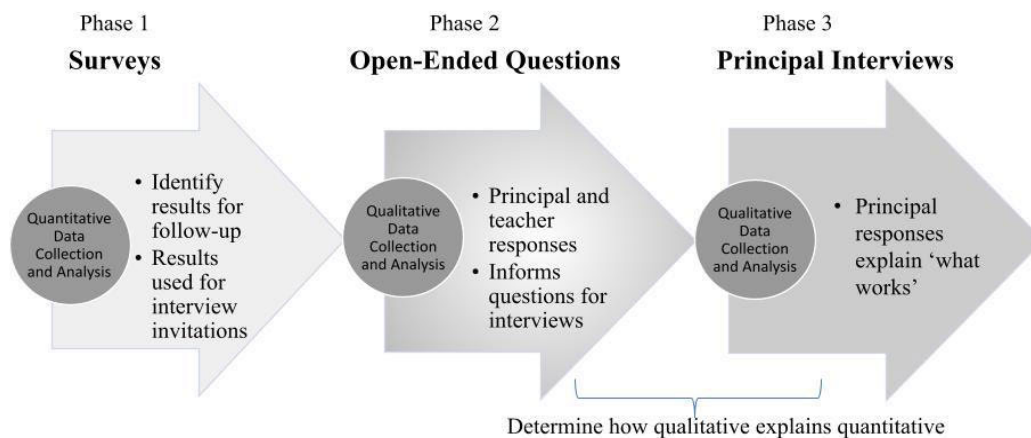 Phase 1
Surveys
Quantitative
Data
Collection
and Analysis
• Identify
results for
follow-up
• Results
used for
interview
invitations
Phase 2
Open-Ended Questions
Qualitative
Data
Collection
and Analysis
• Principal and
teacher
responses
• Informs
questions for
interviews
Phase 3
Principal Interviews
Qualitative
Data
Collection
and Analysis
• Principal
responses
explain ‘what
works’
Determine how qualitative explains quantitative